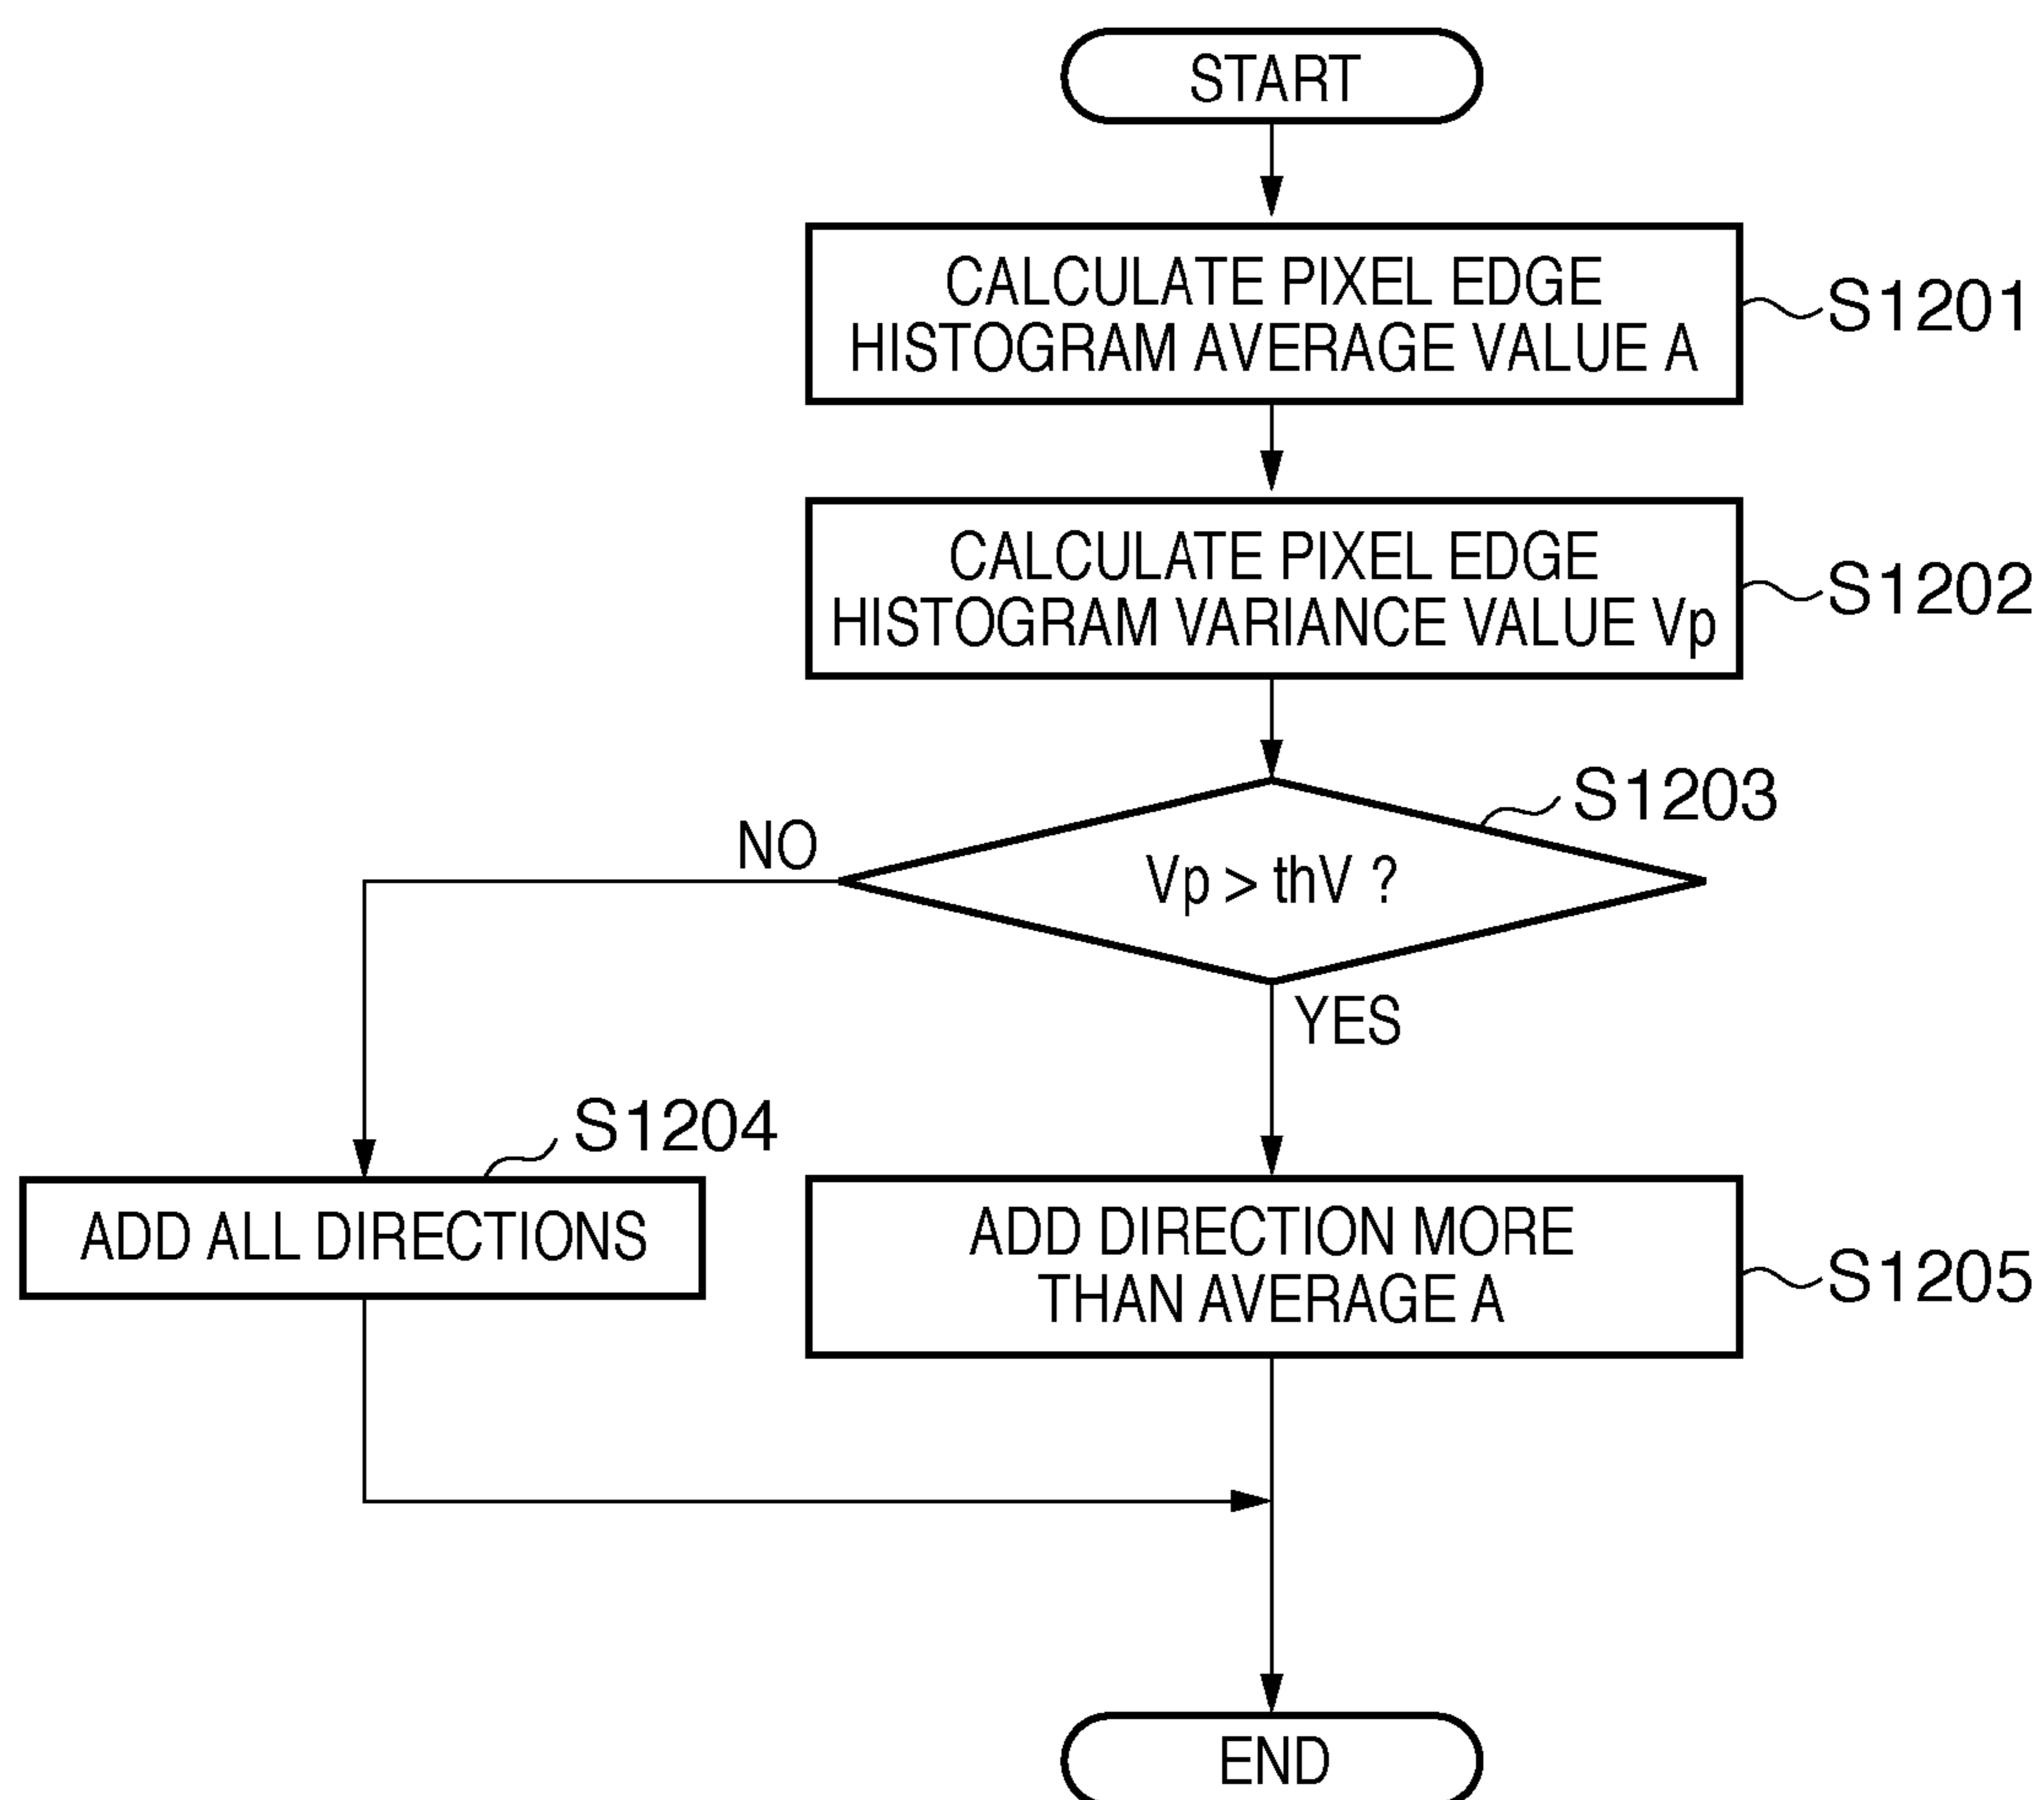 START
CALCULATE PIXEL EDGE
HISTOGRAM AVERAGE VALUE A
S1201
CALCULATE PIXEL EDGE
HISTOGRAM VARIANCE VALUE Vp
S1202
S1203
Vp > thV ?
NO
YES
S1204
ADD ALL DIRECTIONS
ADD DIRECTION MORE
THAN AVERAGE A
S1205
END